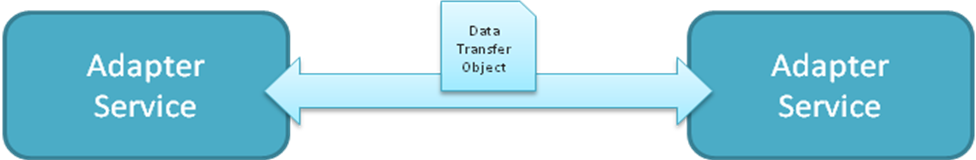 Adapter
Service
Data
Transfer
Object
Adapter
Service